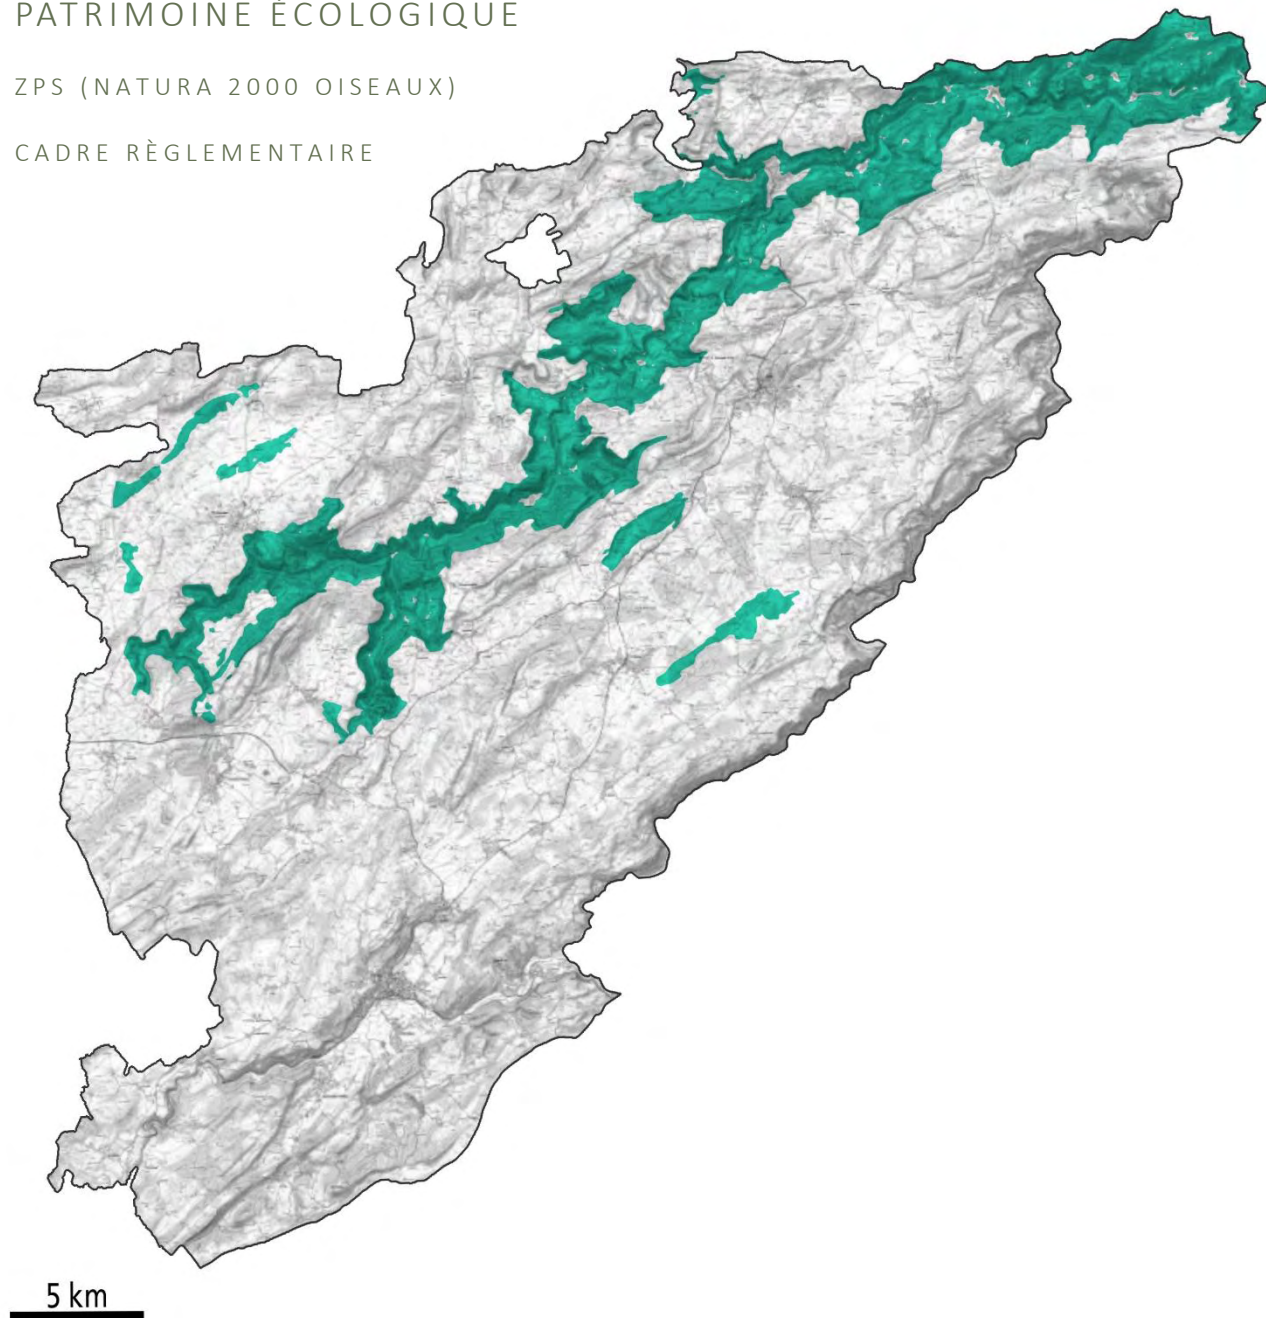 PATRIMOINE ÉCOLOGIQUE
ZPS (NATURA 2000 OISEAUX)
CADRE RÈGLEMENTAIRE
5 km